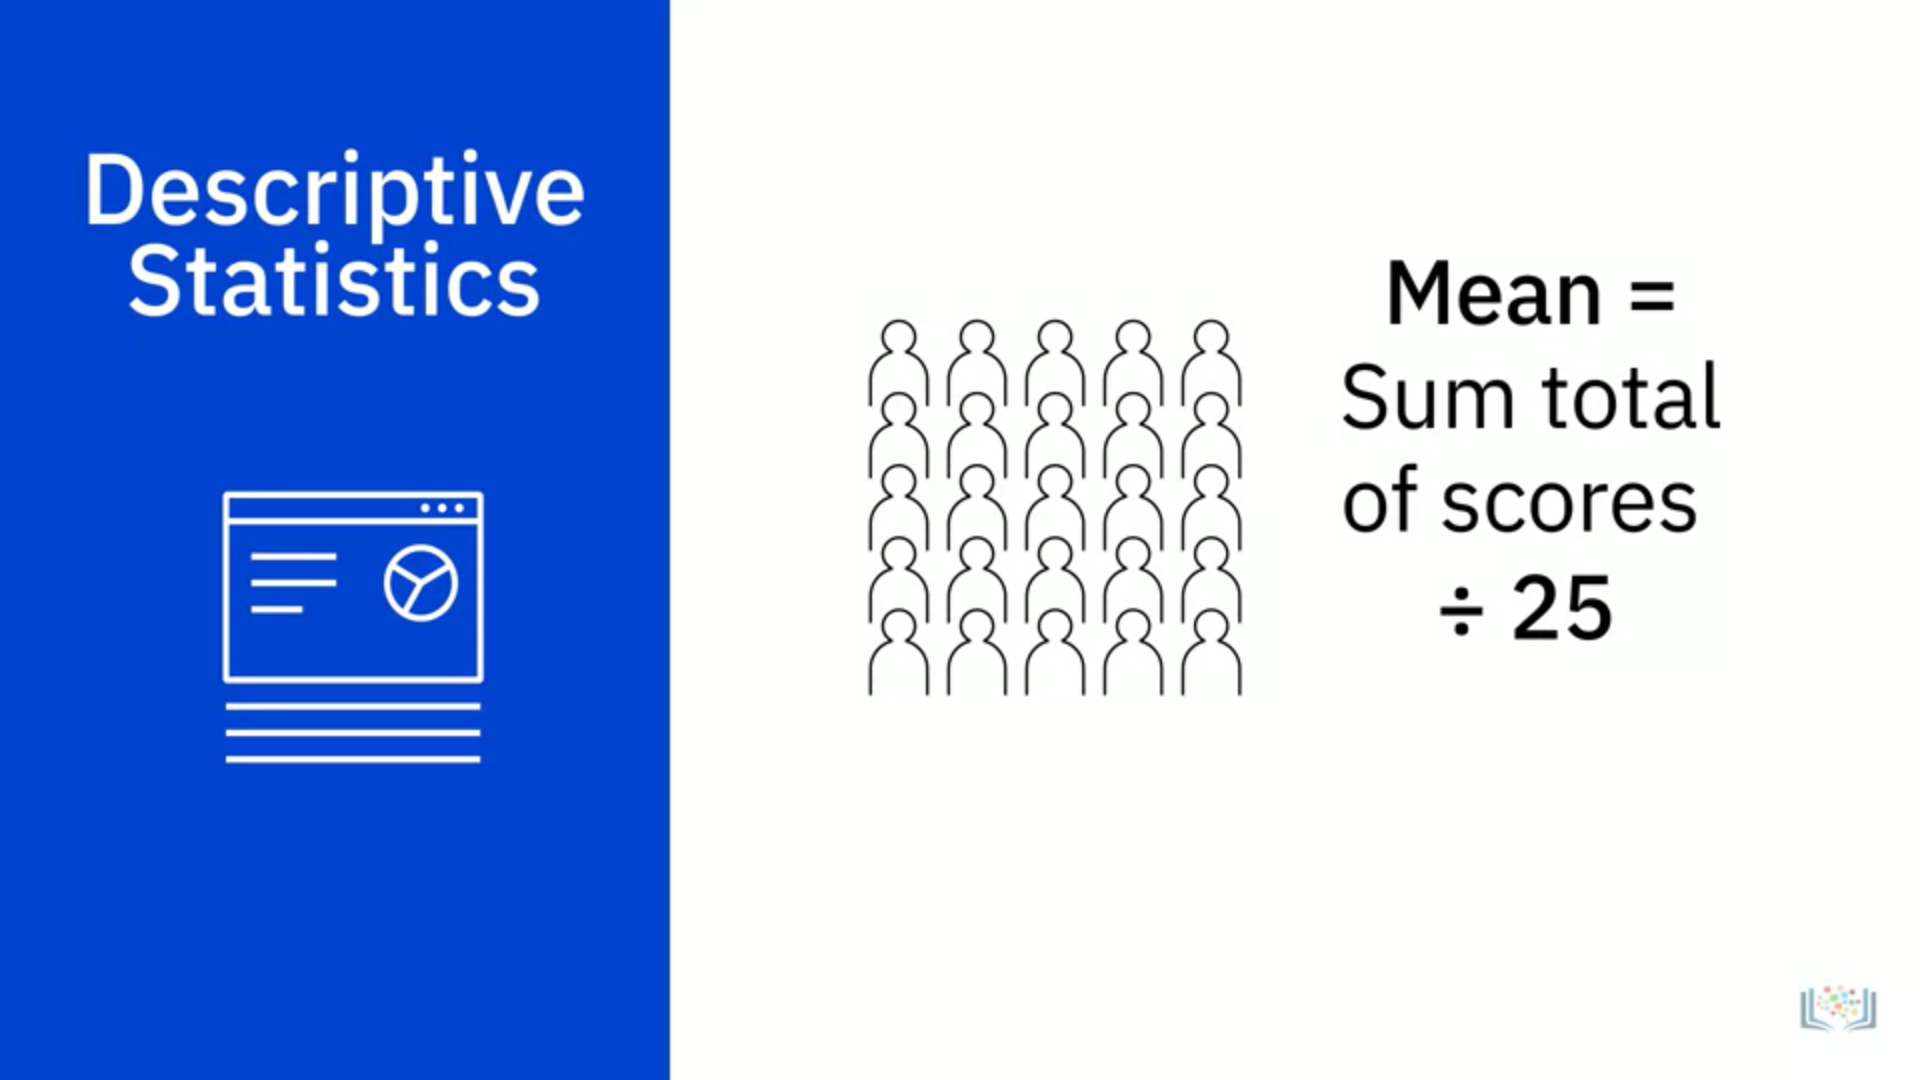 Descriptive
Statistics
Mean =
Sum total
of scores
÷ 25